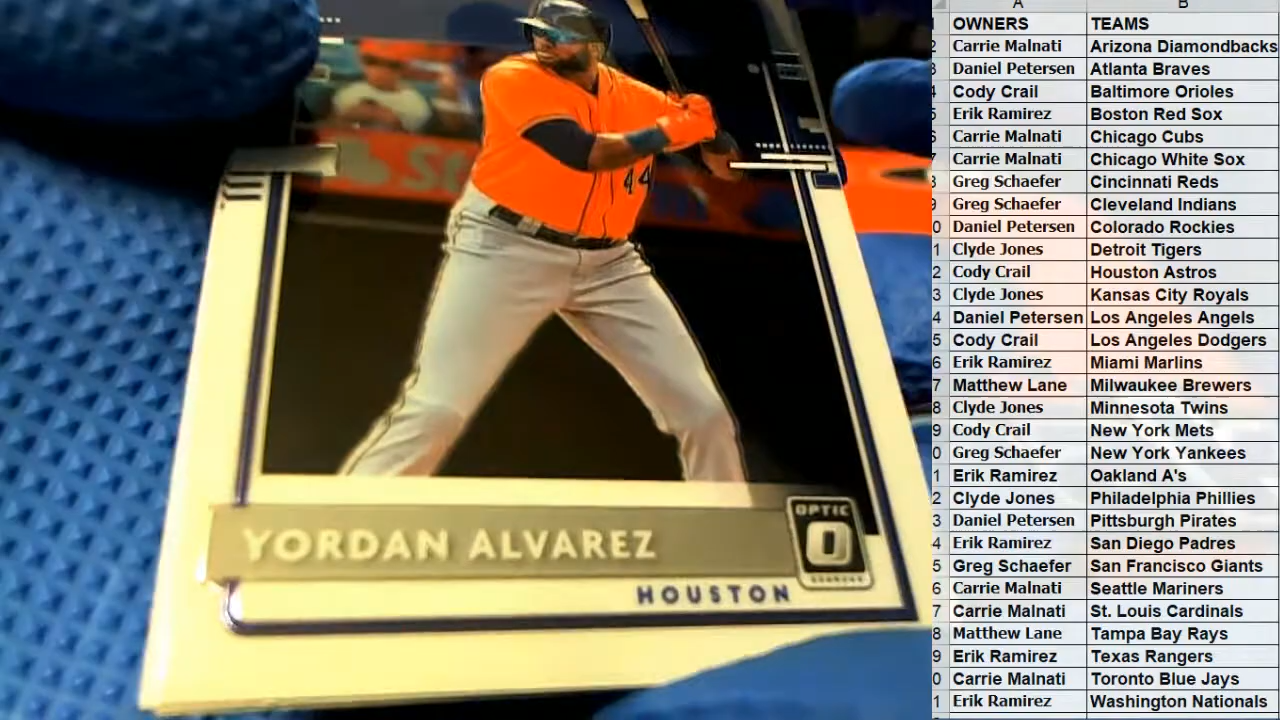 44
YORDAN ALVAREZ
OPTIC
O
HOUSTON
A B
OWNERS TEAMS
Carrie Malnati Arizona Diamondbacks
Daniel Petersen Atlanta Braves
Cody Crail Baltimore Orioles
Erik Ramirez Boston Red Sox
Carrie Malnati Chicago Cubs
Carrie Malnati Chicago White Sox
Greg Schaefer Cincinnati Reds
Greg Schaefer Cleveland Indians
Daniel Petersen Colorado Rockies
Clyde Jones Detroit Tigers
Cody Crail Houston Astros
Clyde Jones Kansas City Royals
Daniel Petersen Los Angeles Angels
Cody Crail Los Angeles Dodgers
Erik Ramirez Miami Marlins
Matthew Lane Milwaukee Brewers
Clyde Jones Minnesota Twins
Cody Crail New York Mets
Greg Schaefer New York Yankees
Erik Ramirez Oakland A's
Clyde Jones Philadelphia Phillies
Daniel Petersen Pittsburgh Pirates
Erik Ramirez San Diego Padres
Greg Schaefer San Francisco Giants
Carrie Malnati Seattle Mariners
Carrie Malnati St. Louis Cardinals
Matthew Lane Tampa Bay Rays
Erik Ramirez Texas Rangers
Carrie Malnati Toronto Blue Jays
Erik Ramirez Washington Nationals